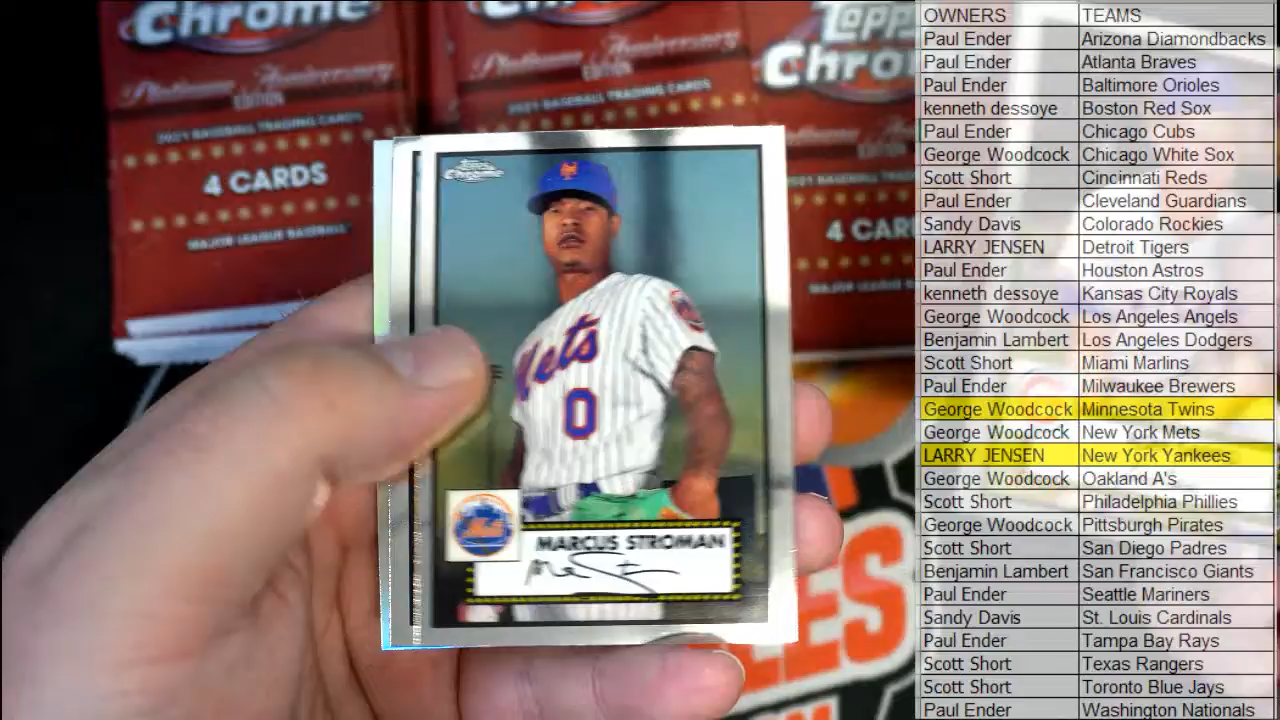 Chrome
Platinum Anniversary
EDITION
2021 BASEBALL TRADING CARDS
4 CARDS
MAJOR LEAGUE BASEBALL
Chrome
Platinum Anniversary
EDITION
2021 BASEBALL TRADING CARDS
Topps
Chro
EDITION
4 CAR
Topps
Chrome
M
Mets
0
Mets
MARCUS STROMAN
LES
OWNERS TEAMS
Paul Ender Arizona Diamondbacks
Paul Ender Atlanta Braves
Paul Ender Baltimore Orioles
kenneth dessoye Boston Red Sox
Paul Ender Chicago Cubs
George Woodcock Chicago White Sox
Scott Short Cincinnati Reds
Paul Ender Cleveland Guardians
Sandy Davis Colorado Rockies
LARRY JENSEN Detroit Tigers
Paul Ender Houston Astros
kenneth dessoye Kansas City Royals
George Woodcock Los Angeles Angels
Benjamin Lambert Los Angeles Dodgers
Scott Short Miami Marlins
Paul Ender Milwaukee Brewers
George Woodcock Minnesota Twins
George Woodcock New York Mets
LARRY JENSEN New York Yankees
George Woodcock Oakland A's
Scott Short Philadelphia Phillies
George Woodcock Pittsburgh Pirates
Scott Short San Diego Padres
Benjamin Lambert San Francisco Giants
Paul Ender Seattle Mariners
Sandy Davis St. Louis Cardinals
Paul Ender Tampa Bay Rays
Scott Short Texas Rangers
Scott Short Toronto Blue Jays
Paul Ender Washington Nationals